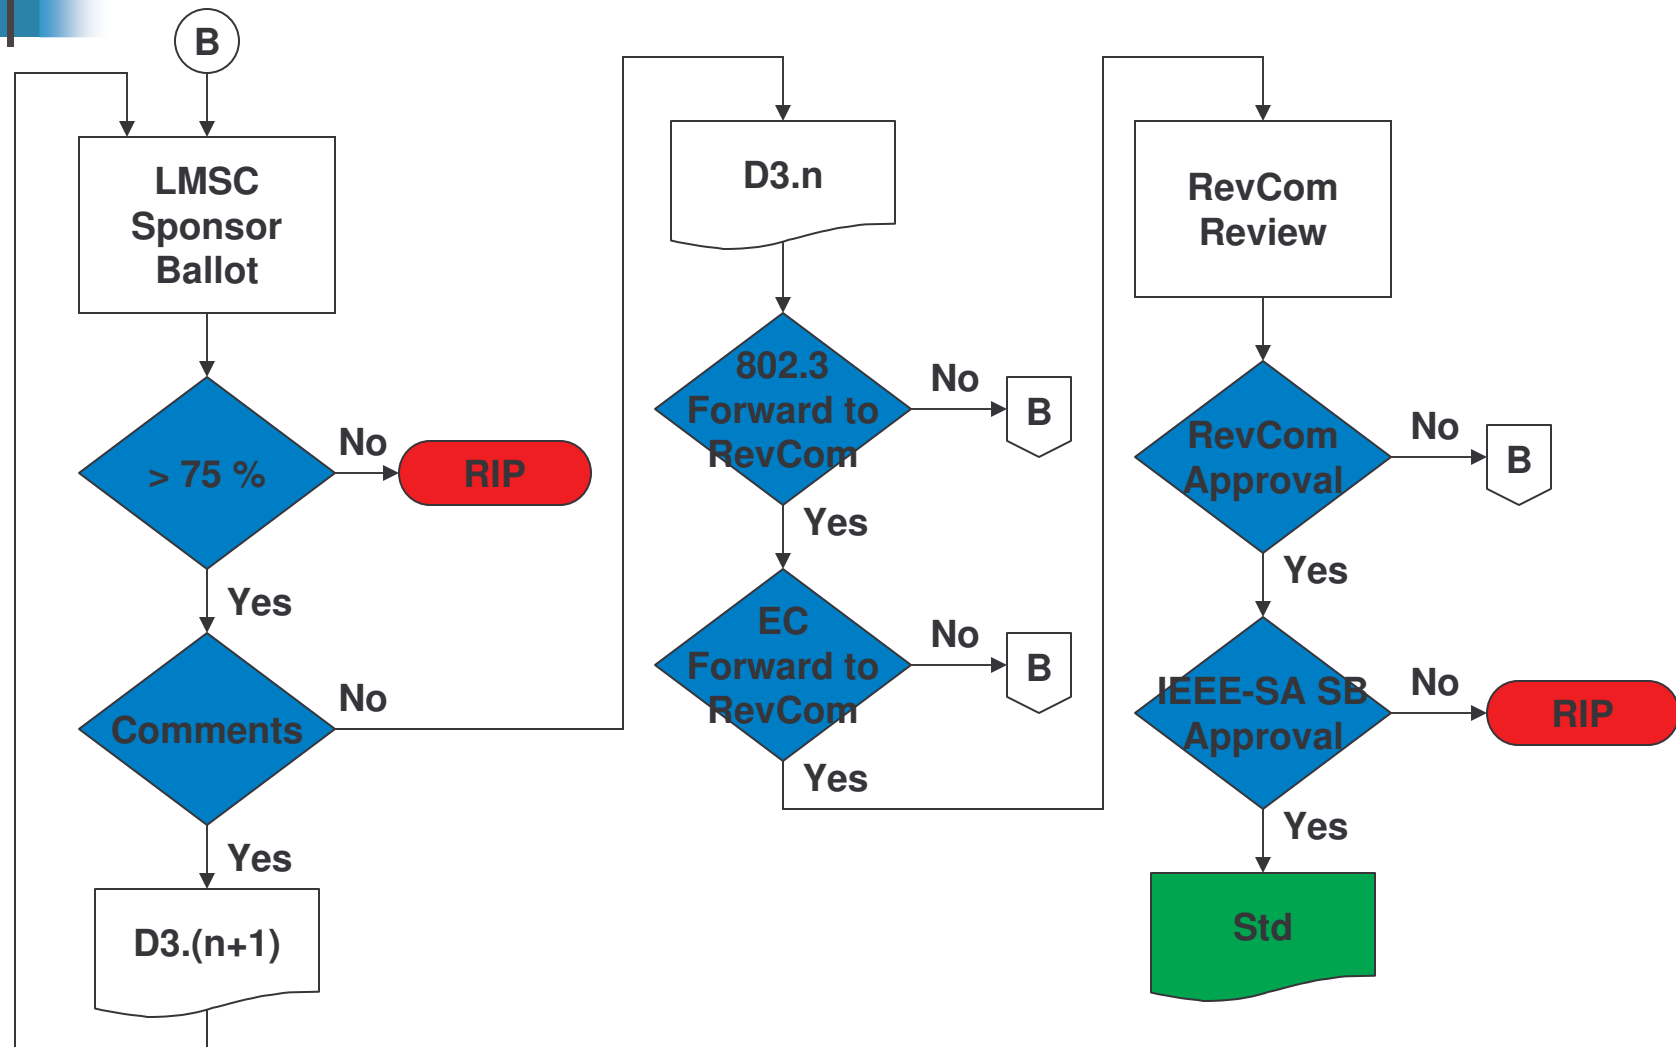 B
LMSC
Sponsor
Ballot
> 75 %
No
RIP
Yes
Comments
No
Yes
D3.(n+1)
D3.n
802.3
Forward to
RevCom
No
B
Yes
EC
Forward to
RevCom
No
B
Yes
RevCom
Review
RevCom
Approval
No
B
Yes
IEEE-SA SB
Approval
No
RIP
Yes
Std